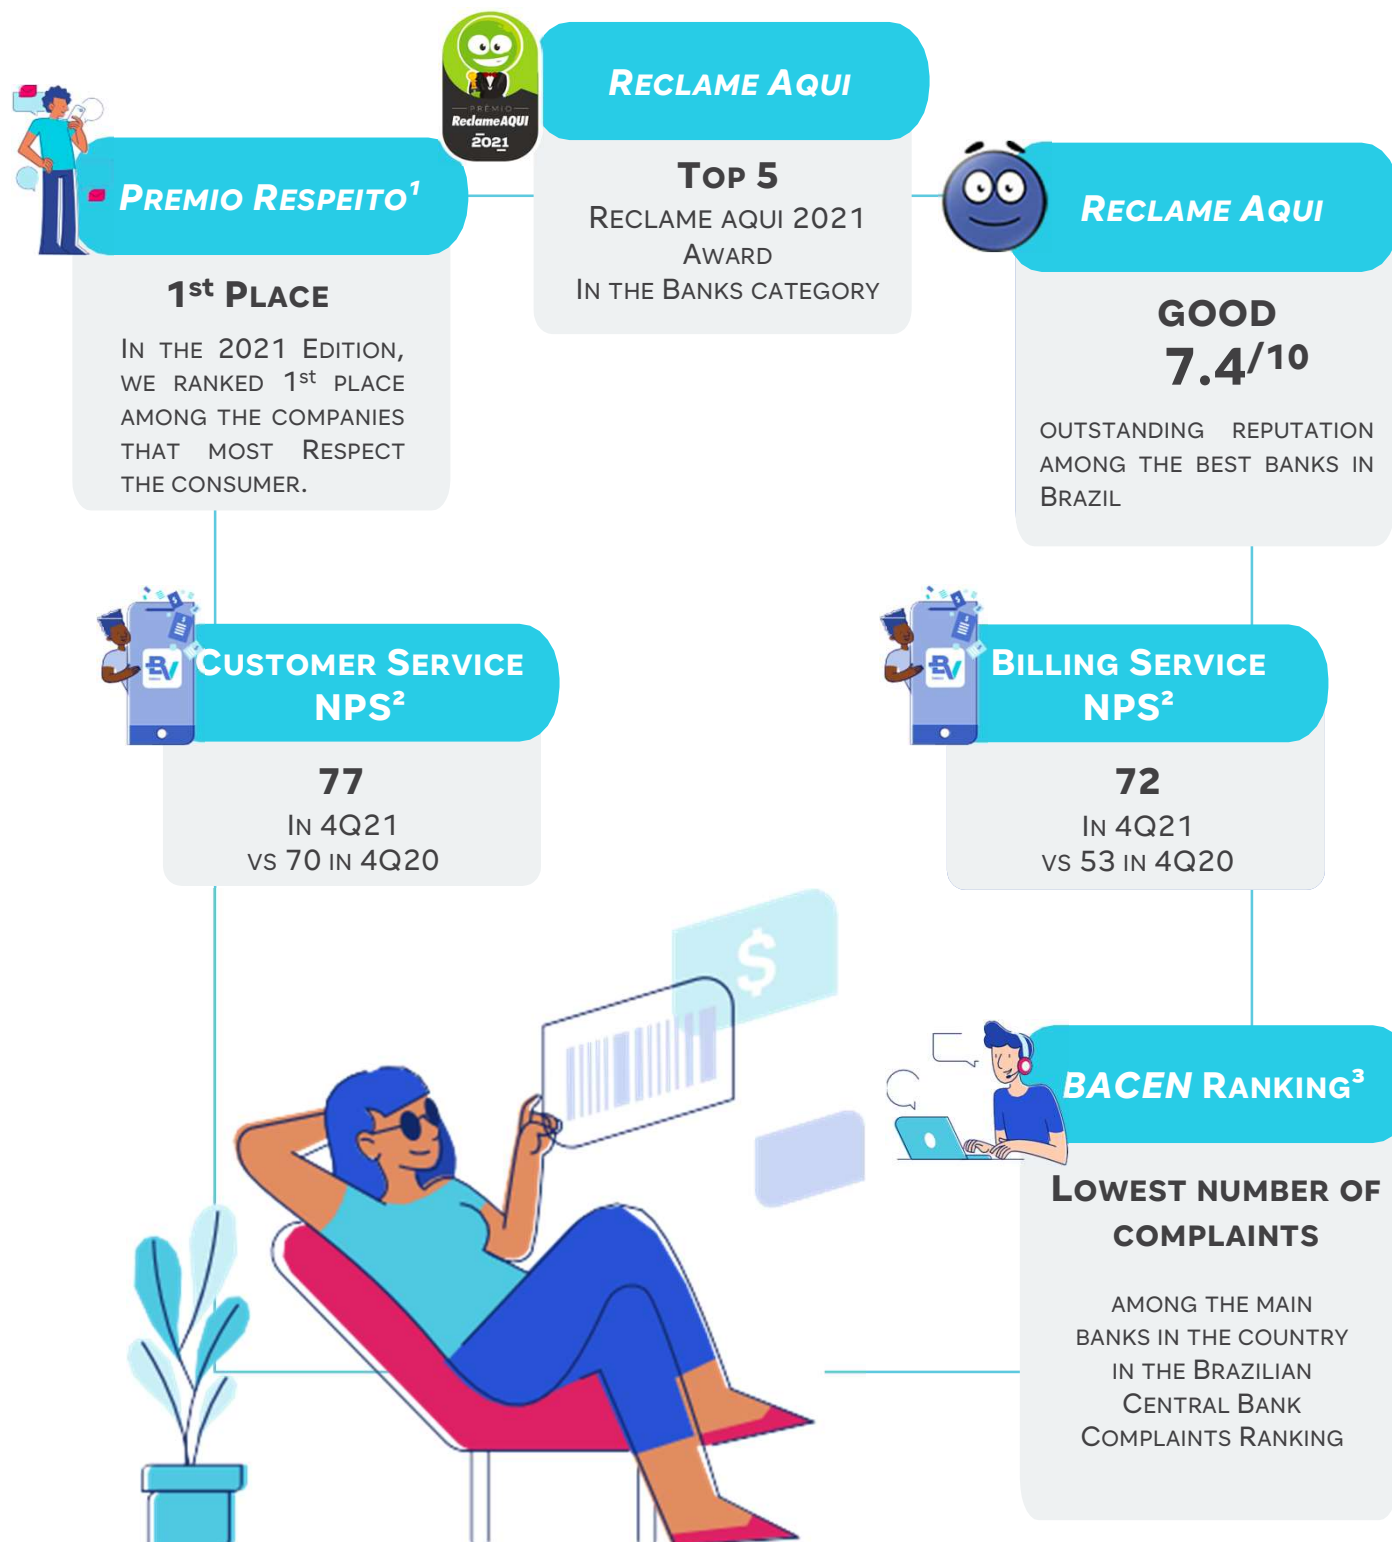 PRÊMIO
ReclameAQUI
2021
RECLAME AQUI
TOP 5
RECLAME AQUI 2021
AWARD
IN THE BANKS CATEGORY
PREMIO RESPEITO¹
1st PLACE
IN THE 2021 EDITION,
WE RANKED 1st PLACE
AMONG THE COMPANIES
THAT MOST RESPECT
THE CONSUMER.
RECLAME AQUI
GOOD
7.4/10
OUTSTANDING REPUTATION
AMONG THE BEST BANKS IN
BRAZIL
BV
CUSTOMER SERVICE
NPS²
77
IN 4Q21
VS 70 IN 4Q20
BV
BILLING SERVICE
NPS²
72
IN 4Q21
VS 53 IN 4Q20
$
BACEN RANKING³
LOWEST NUMBER OF
COMPLAINTS
AMONG THE MAIN
BANKS IN THE COUNTRY
IN THE BRAZILIAN
CENTRAL BANK
COMPLAINTS RANKING